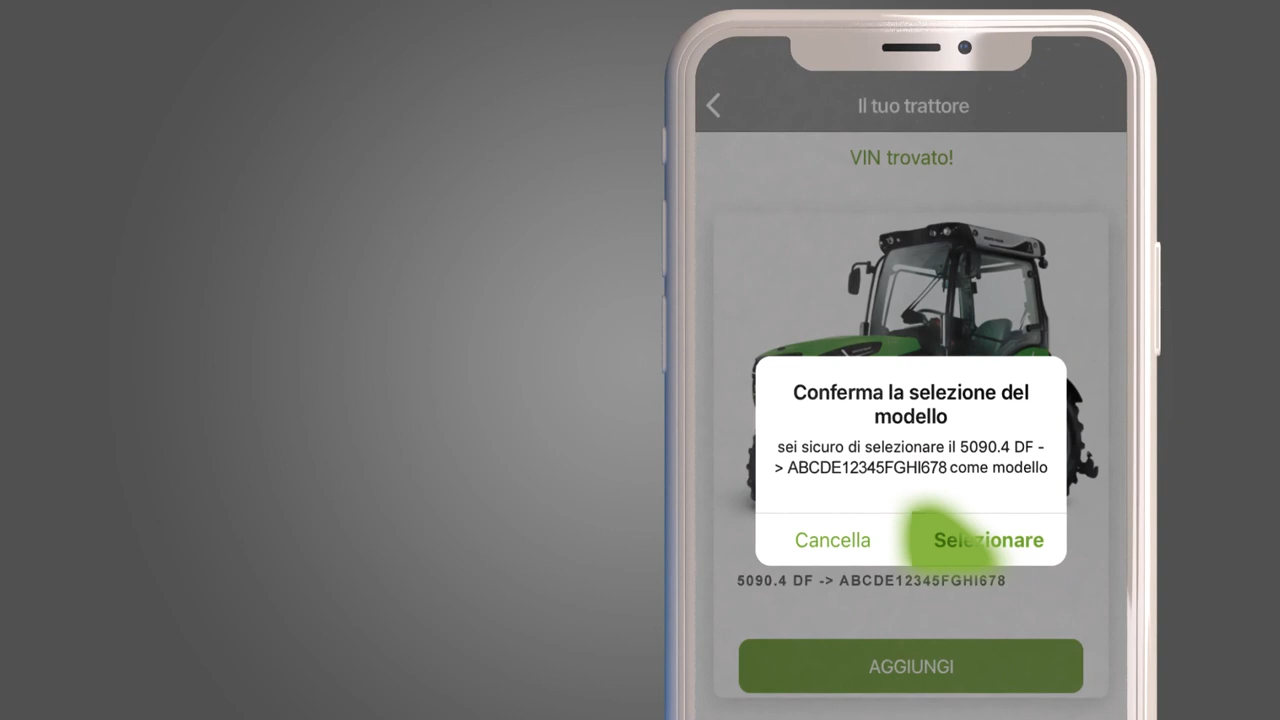 Il tuo trattore
VIN trovato!
Conferma la selezione del
modello
sei sicuro di selezionare il 5090.4 DF -
> ABCDE12345FGHI678 come modello
Cancella Selezionare
5090.4 DF -> ABCDE12345FGHI678
AGGIUNGI